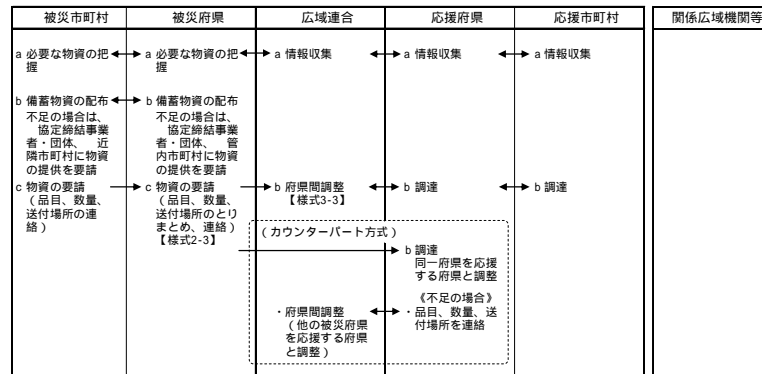 被災市町村
被災府県
広域連合
応援府県
応援市町村
関係広域機関等
a 必要な物資の把
握
a 必要な物資の把
握
a 情報収集
a 情報収集
a 情報収集
b 備蓄物資の配布
不足の場合は、
協定締結事業
者・団体、 近
隣市町村に物資
の提供を要請
b 備蓄物資の配布
不足の場合は、
協定締結事業
者・団体、 管
内市町村に物資
の提供を要請
c 物資の要請
(品目、数量、
送付場所の連
絡)
c 物資の要請
(品目、数量、
送付場所のとり
まとめ、連絡)
【様式2-3】
b 府県間調整
【様式3-3】
b 調達
b 調達
(カウンターパート方式)
b 調達
同一府県を応援
する府県と調整
・府県間調整
(他の被災府県
を応援する府県
と調整)
《不足の場合》
・品目、数量、送
付場所を連絡